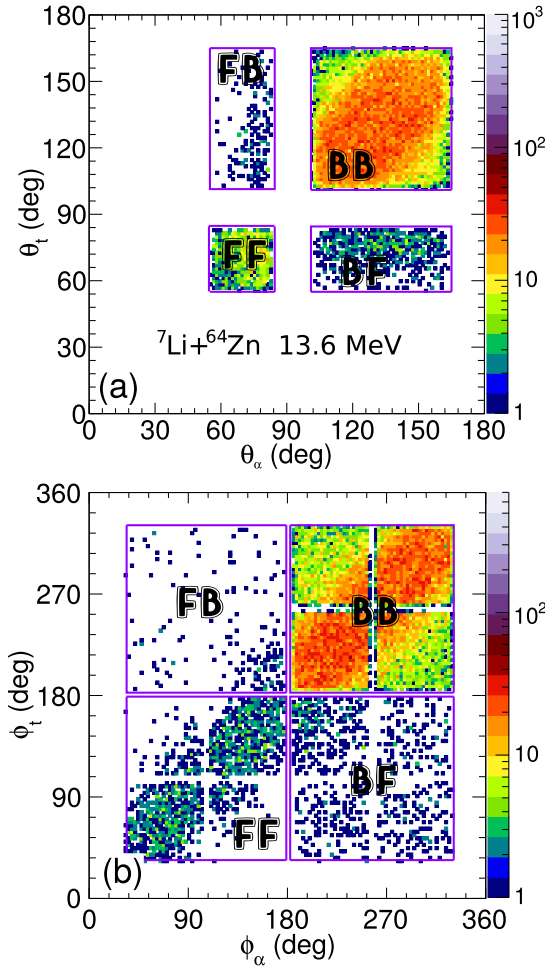 180
150
120
90
60
30
0
θt (deg)
FB
BB
FF
BF
⁷Li+⁶⁴Zn 13.6 MeV
(a)
0 30 60 90 120 150 180
θα (deg)
10³
10²
10
1
360
270
180
90
0
ϕt (deg)
FB
BB
BF
FF
(b)
0 90 180 270 360
ϕα (deg)
10²
10
1